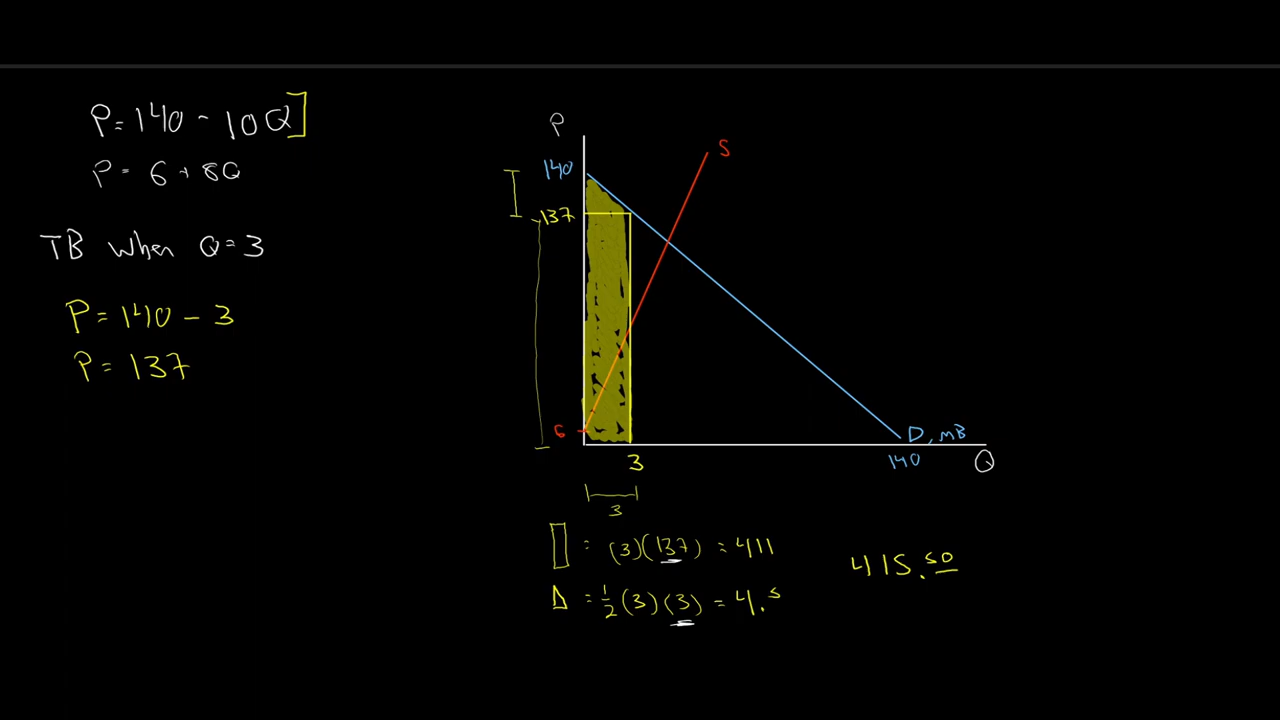 P = 140 - 10Q]
P = 6 + 8Q
TB when Q = 3
P = 140 - 3
P = 137
P
140
137
6
S
D, MB
140
Q
3
3
= (3)(137) = 411
Δ = 1/2 (3)(3) = 4.5
415.50